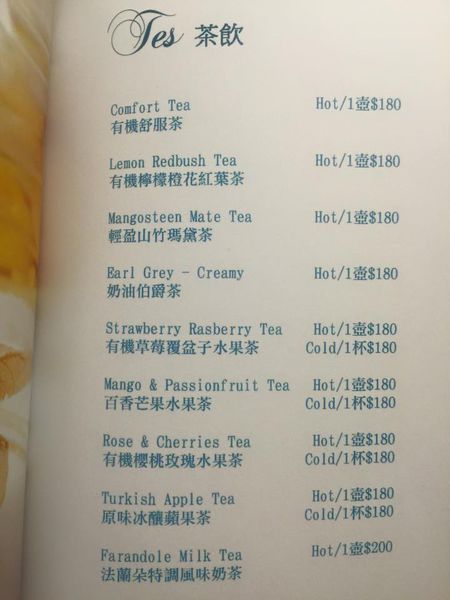 Tes 茶飲
Comfort Tea Hot/1壺$180
有機舒服茶
Lemon Redbush Tea Hot/1壺$180
有機檸檬橙花紅葉茶
Mangosteen Mate Tea Hot/1壺$180
輕盈山竹瑪黛茶
Earl Grey - Creamy Hot/1壺$180
奶油伯爵茶
Strawberry Rasberry Tea Hot/1壺$180
有機草莓覆盆子水果茶 Cold/1杯$180
Mango & Passionfruit Tea Hot/1壺$180
百香芒果水果茶 Cold/1杯$180
Rose & Cherries Tea Hot/1壺$180
有機櫻桃玫瑰水果茶 Cold/1杯$180
Turkish Apple Tea Hot/1壺$180
原味冰釀蘋果茶 Cold/1杯$180
Farandole Milk Tea Hot/1壺$200
法蘭朵特調風味奶茶